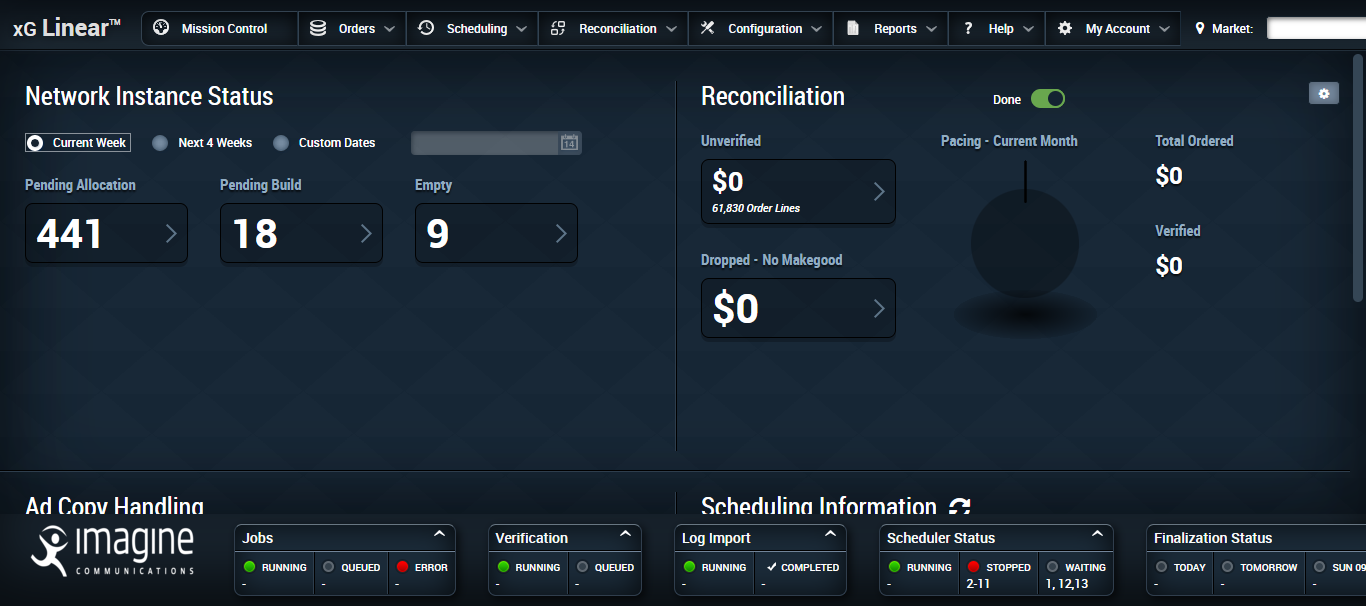 xG Linear™ Mission Control Orders Scheduling Reconciliation Configuration Reports ? Help My Account Market:
Network Instance Status
Current Week Next 4 Weeks Custom Dates 14
Pending Allocation Pending Build Empty
441 18 9
Reconciliation
Done
Unverified
$0
61,830 Order Lines
Dropped - No Makegood
$0
Pacing - Current Month
Total Ordered
$0
Verified
$0
Ad Copy Handling
Scheduling Information
imagine
COMMUNICATIONS
Jobs
RUNNING QUEUED ERROR
- - -
Verification
RUNNING QUEUED
- -
Log Import
RUNNING COMPLETED
- -
Scheduler Status
RUNNING STOPPED WAITING
- 2-11 1, 12,13
Finalization Status
TODAY TOMORROW SUN 09
- - -